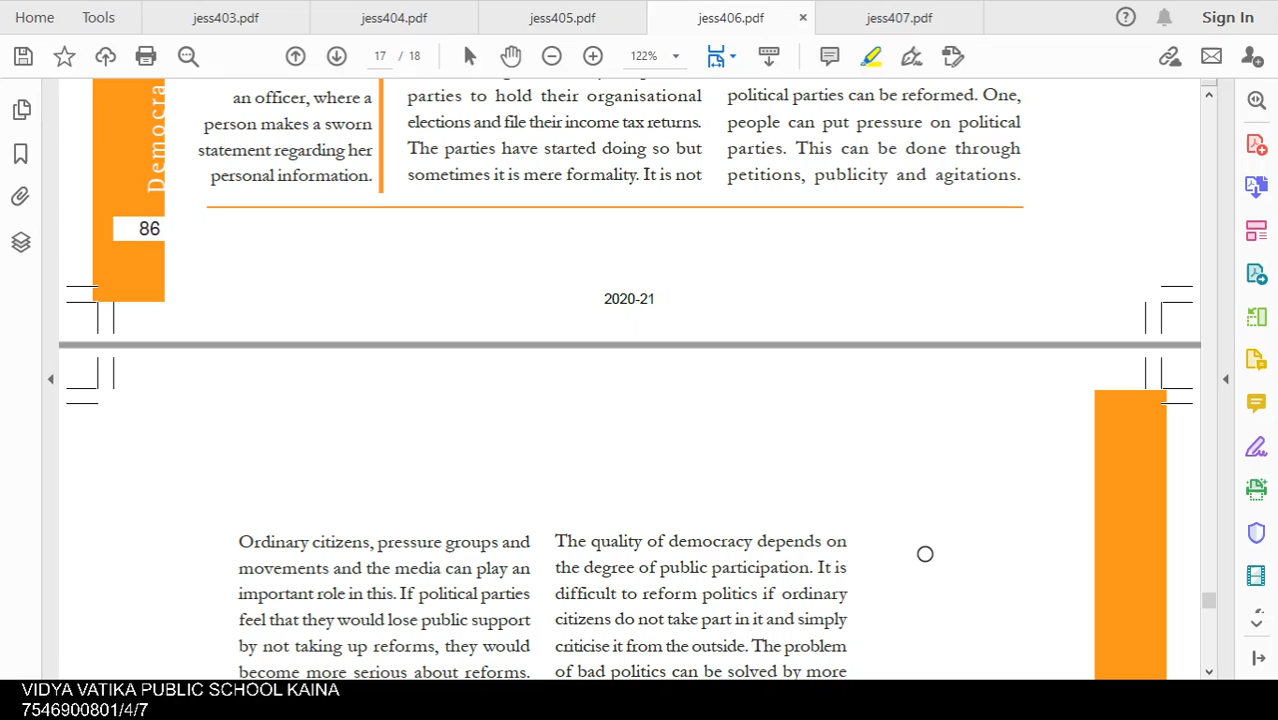 Home
Tools
jess403.pdf
jess404.pdf
jess405.pdf
jess406.pdf
×
jess407.pdf
Sign In
17 / 18
122%
Democra
an officer, where a
person makes a sworn
statement regarding her
personal information.
parties to hold their organisational
elections and file their income tax returns.
The parties have started doing so but
sometimes it is mere formality. It is not
political parties can be reformed. One,
people can put pressure on political
parties. This can be done through
petitions, publicity and agitations.
86
2020-21
Ordinary citizens, pressure groups and
movements and the media can play an
important role in this. If political parties
feel that they would lose public support
by not taking up reforms, they would
become more serious about reforms.
The quality of democracy depends on
the degree of public participation. It is
difficult to reform politics if ordinary
citizens do not take part in it and simply
criticise it from the outside. The problem
of bad politics can be solved by more
VIDYA VATIKA PUBLIC SCHOOL KAINA
7546900801/4/7